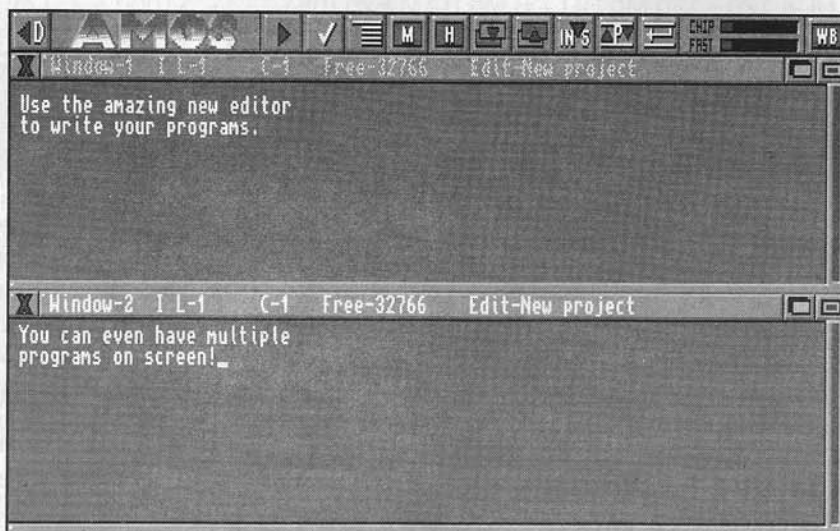 D AMOS M H INS P CHIP WB
FAST
X Window-1 I L-1 C-1 Free-32766 Edit-New project
Use the amazing new editor
to write your programs.
X Window-2 I L-1 C-1 Free-32766 Edit-New project
You can even have multiple
programs on screen!_